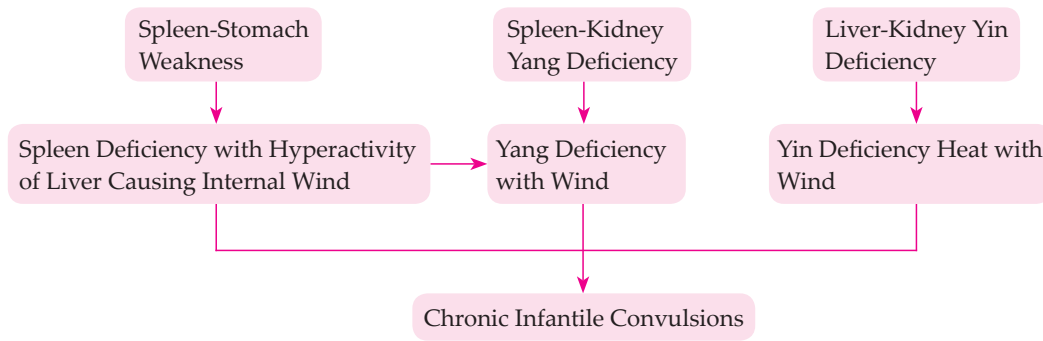 Spleen-Stomach
Weakness
Spleen-Kidney
Yang Deficiency
Liver-Kidney Yin
Deficiency
Spleen Deficiency with Hyperactivity
of Liver Causing Internal Wind
Yang Deficiency
with Wind
Yin Deficiency Heat with
Wind
Chronic Infantile Convulsions